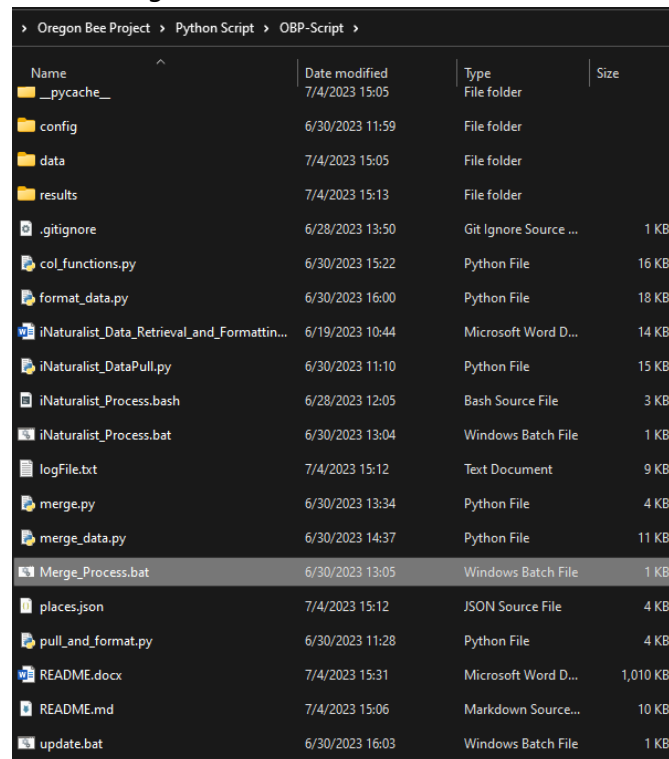 › Oregon Bee Project › Python Script › OBP-Script ›
Name Date modified Type Size
__pycache__ 7/4/2023 15:05 File folder
config 6/30/2023 11:59 File folder
data 7/4/2023 15:05 File folder
results 7/4/2023 15:13 File folder
.gitignore 6/28/2023 13:50 Git Ignore Source ... 1 KB
col_functions.py 6/30/2023 15:22 Python File 16 KB
format_data.py 6/30/2023 16:00 Python File 18 KB
iNaturalist_Data_Retrieval_and_Formattin... 6/19/2023 10:44 Microsoft Word D... 14 KB
iNaturalist_DataPull.py 6/30/2023 11:10 Python File 15 KB
iNaturalist_Process.bash 6/28/2023 12:05 Bash Source File 3 KB
iNaturalist_Process.bat 6/30/2023 13:04 Windows Batch File 1 KB
logFile.txt 7/4/2023 15:12 Text Document 9 KB
merge.py 6/30/2023 13:34 Python File 4 KB
merge_data.py 6/30/2023 14:37 Python File 11 KB
Merge_Process.bat 6/30/2023 13:05 Windows Batch File 1 KB
places.json 7/4/2023 15:12 JSON Source File 4 KB
pull_and_format.py 6/30/2023 11:28 Python File 4 KB
README.docx 7/4/2023 15:31 Microsoft Word D... 1,010 KB
README.md 7/4/2023 15:06 Markdown Source... 10 KB
update.bat 6/30/2023 16:03 Windows Batch File 1 KB